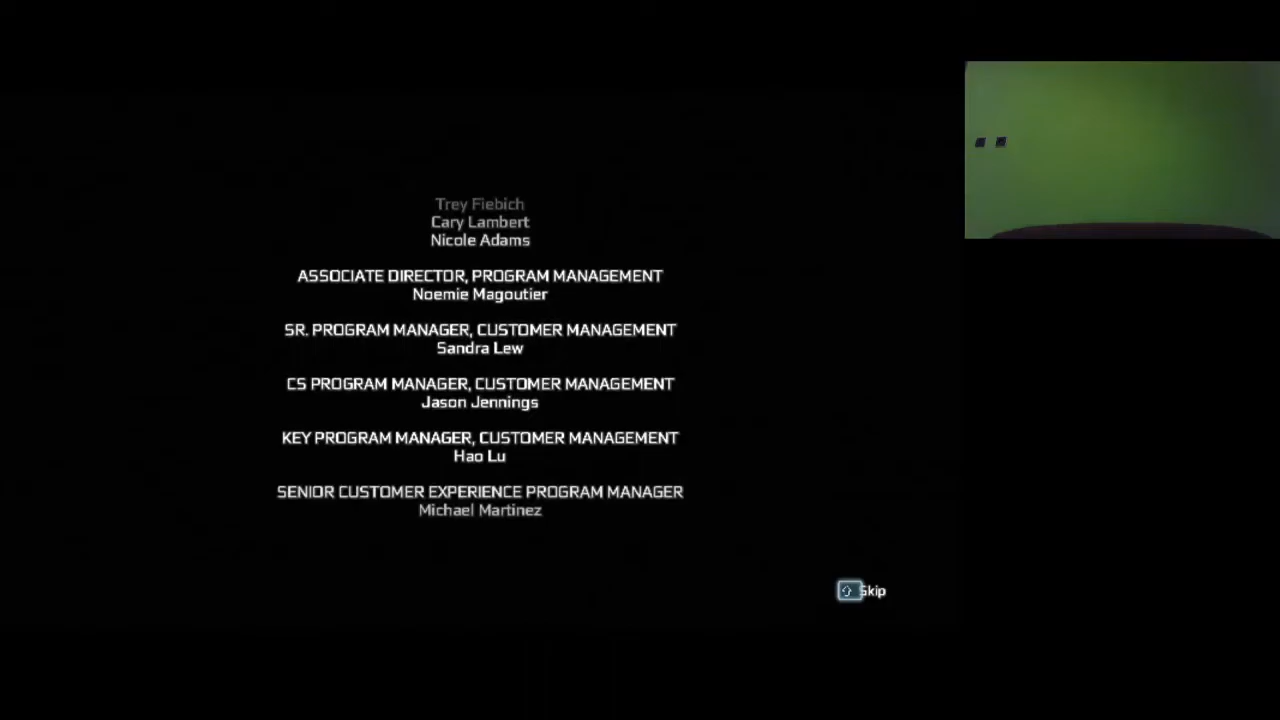 Trey Fiebich
Cary Lambert
Nicole Adams
ASSOCIATE DIRECTOR, PROGRAM MANAGEMENT
Noemie Magoutier
SR. PROGRAM MANAGER, CUSTOMER MANAGEMENT
Sandra Lew
CS PROGRAM MANAGER, CUSTOMER MANAGEMENT
Jason Jennings
KEY PROGRAM MANAGER, CUSTOMER MANAGEMENT
Hao Lu
SENIOR CUSTOMER EXPERIENCE PROGRAM MANAGER
Michael Martinez
Skip